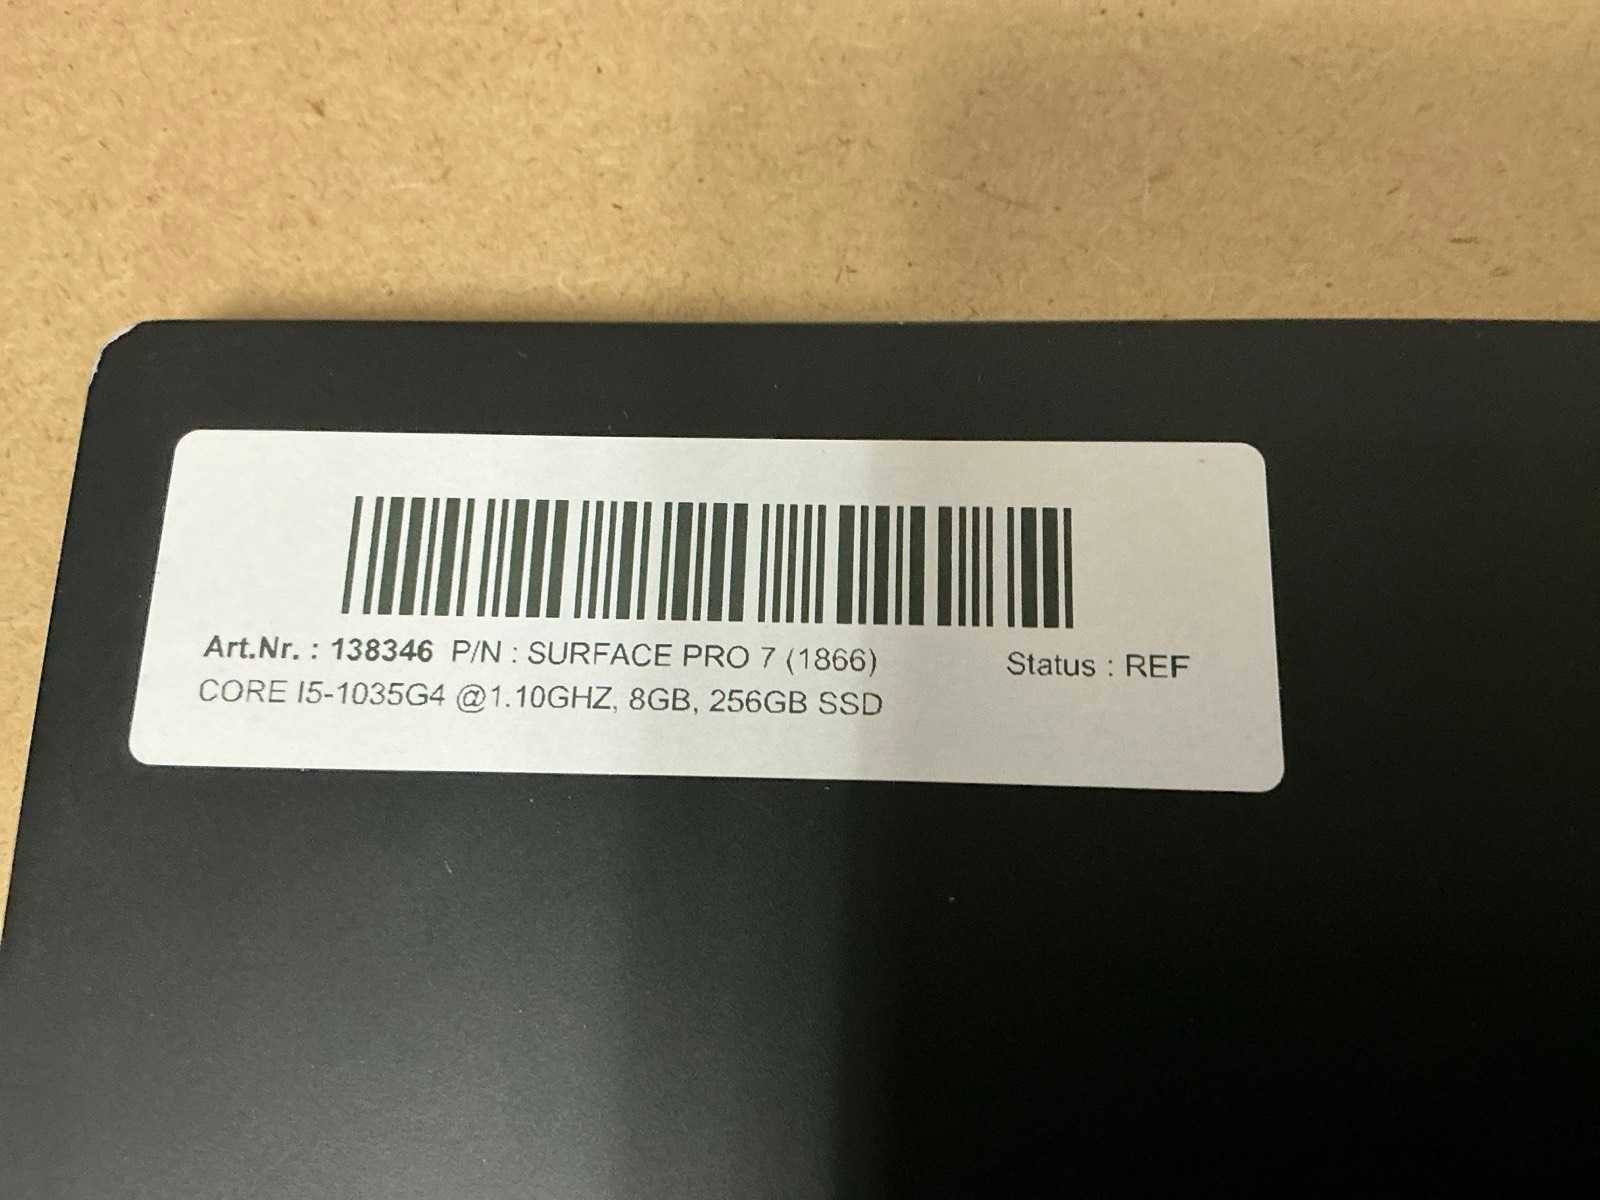 Art.Nr. : 138346 P/N : SURFACE PRO 7 (1866) Status : REF
CORE I5-1035G4 @1.10GHZ, 8GB, 256GB SSD